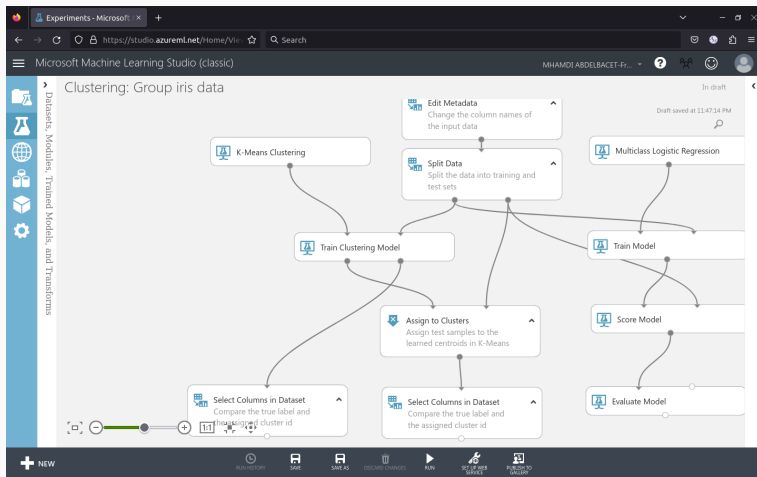 Experiments - Microsoft
https://studio.azureml.net/Home/Vie
Search
Microsoft Machine Learning Studio (classic)
MHAMDI ABDELBACET-Fr...
Clustering: Group iris data
In draft
Draft saved at 11:47:14 PM
Datasets, Modules, Trained Models, and Transforms
Edit Metadata
Change the column names of
the input data
K-Means Clustering
Split Data
Split the data into training and
test sets
Multiclass Logistic Regression
Train Clustering Model
Train Model
Assign to Clusters
Assign test samples to the
learned centroids in K-Means
Score Model
Select Columns in Dataset
Compare the true label and
the assigned cluster id
Select Columns in Dataset
Compare the true label and
the assigned cluster id
Evaluate Model
1:1
NEW
RUN HISTORY
SAVE
SAVE AS
DISCARD CHANGES
RUN
SET UP WEB
SERVICE
PUBLISH TO
GALLERY